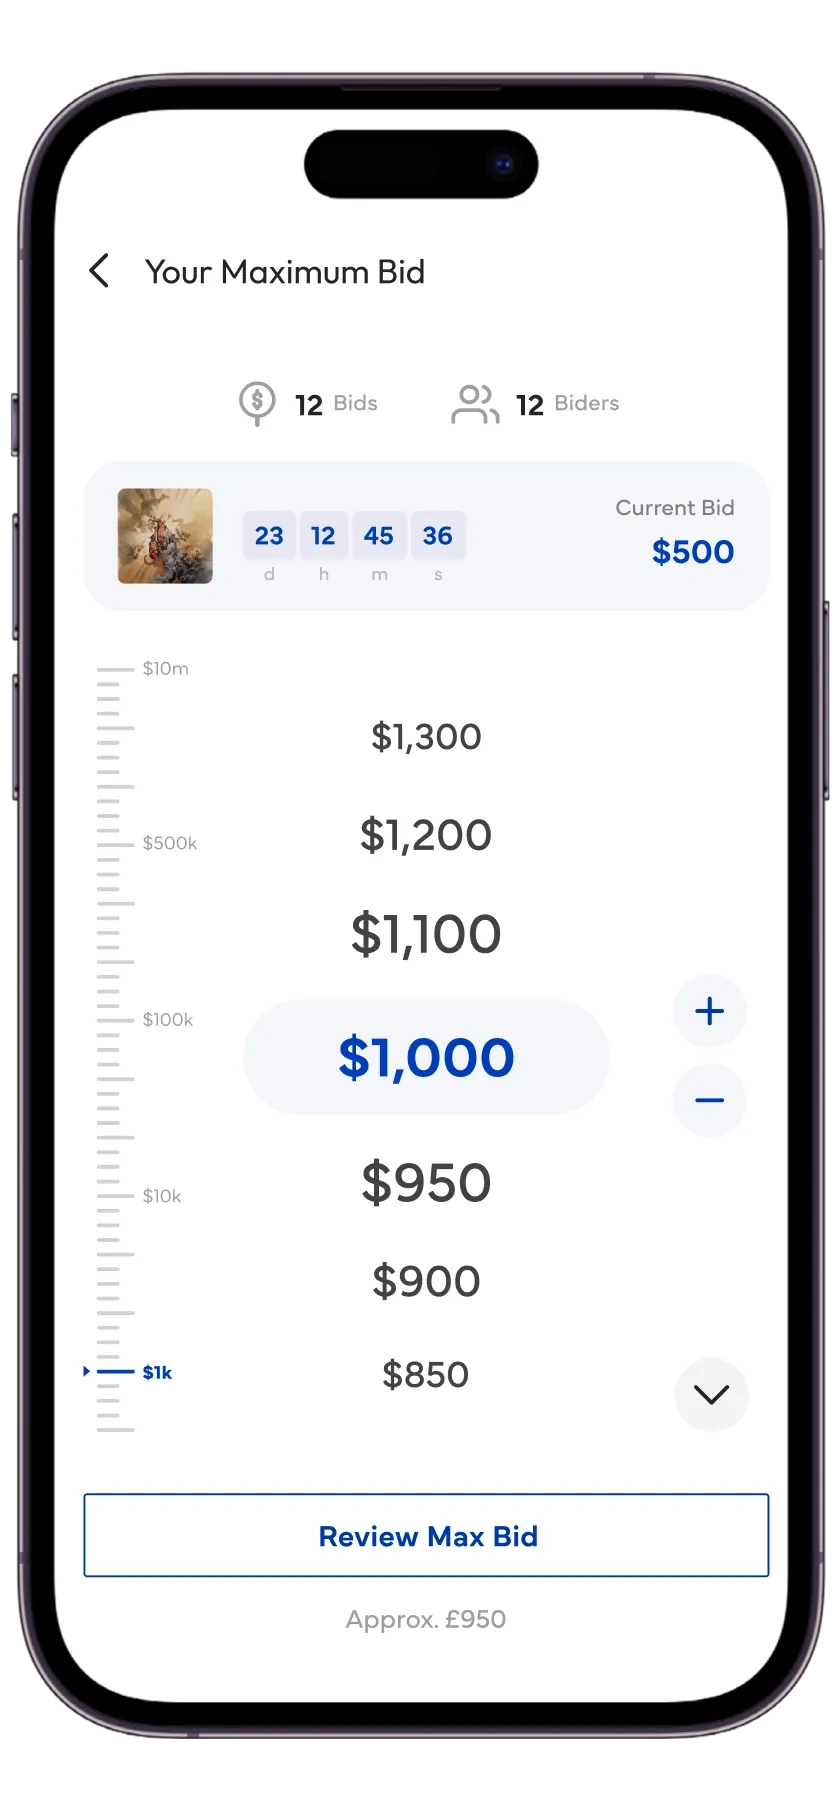 Your Maximum Bid
12 Bids 12 Biders
23 12 45 36
d h m s
Current Bid
$500
$10m
$500k
$100k
$10k
$1k
$1,300
$1,200
$1,100
$1,000
$950
$900
$850
+
−
Review Max Bid
Approx. £950